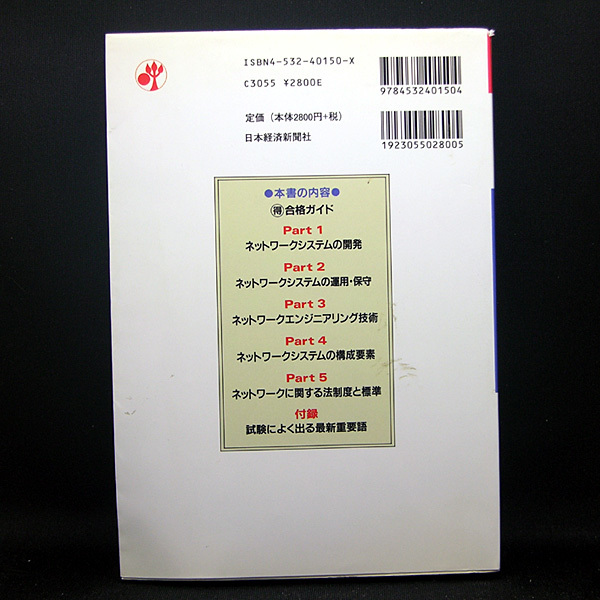 ISBN4-532-40150-X
C3055 ¥2800E
定価（本体2800円+税）
日本経済新聞社
9784532401504
1923055028005
●本書の内容●
得合格ガイド
Part 1
ネットワークシステムの開発
Part 2
ネットワークシステムの運用・保守
Part 3
ネットワークエンジニアリング技術
Part 4
ネットワークシステムの構成要素
Part 5
ネットワークに関する法制度と標準
付録
試験によく出る最新重要語